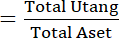 = Total Utang
Total Aset